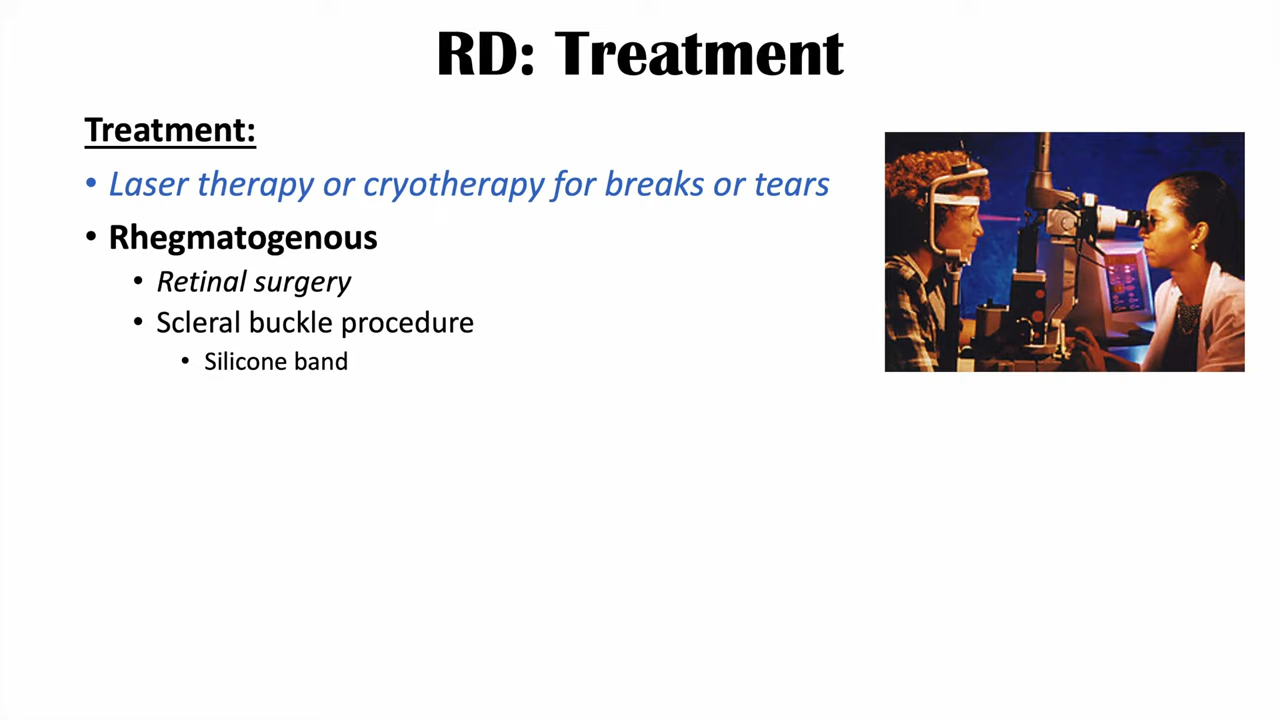 RD: Treatment
Treatment:
• Laser therapy or cryotherapy for breaks or tears
• Rhegmatogenous
• Retinal surgery
• Scleral buckle procedure
• Silicone band